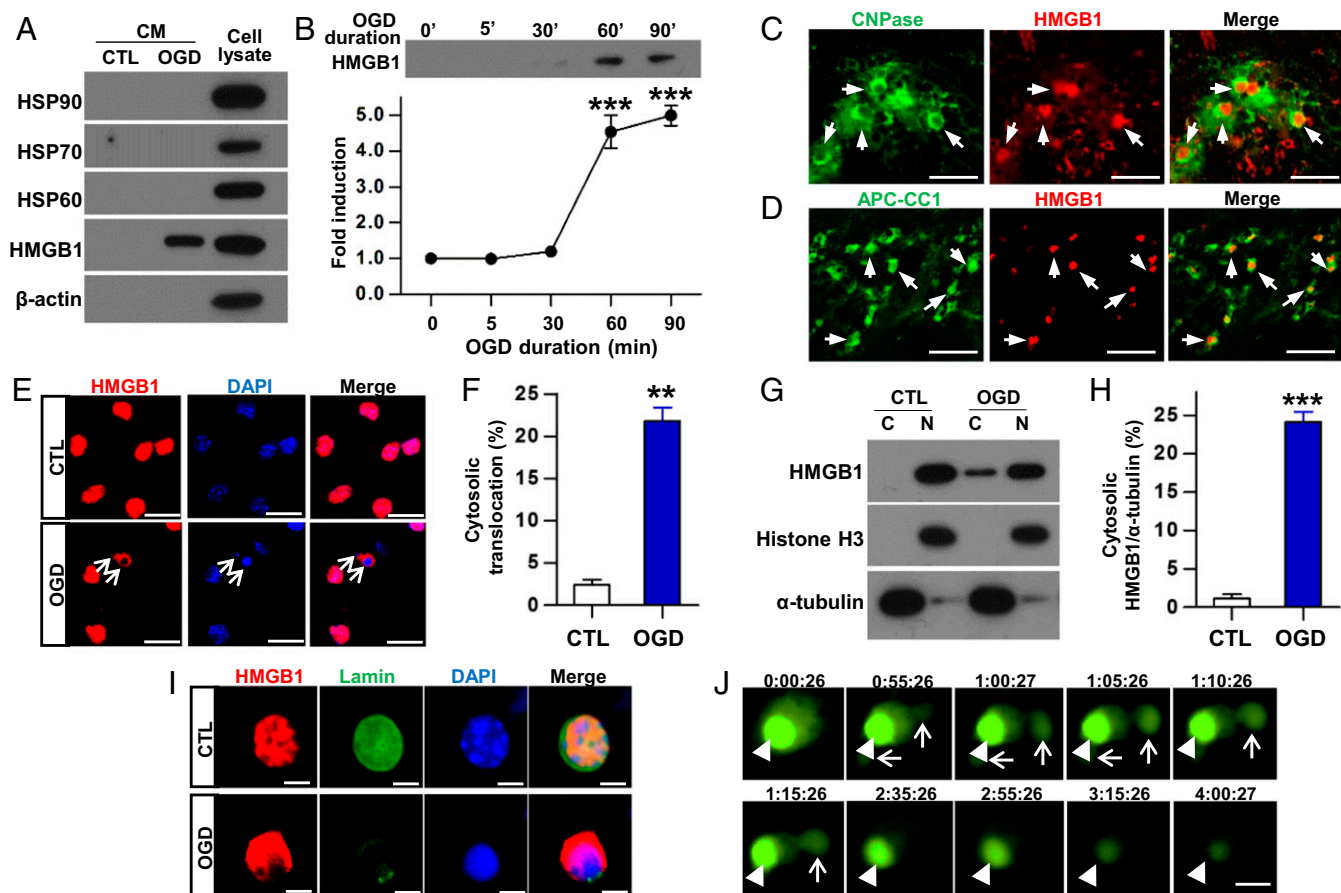 A
CM
Cell
CTL OGD lysate
HSP90
HSP70
HSP60
HMGB1
β-actin
B
OGD
duration 0’ 5’ 30’ 60’ 90’
HMGB1
*** ***
5.0
4.0
3.0
2.0
1.0
0.0
Fold induction
0 5 30 60 90
OGD duration (min)
C
CNPase HMGB1 Merge
D
APC-CC1 HMGB1 Merge
E
HMGB1 DAPI Merge
CTL
OGD
F
**
25
20
15
10
5
0
Cytosolic
translocation (%)
CTL OGD
G
CTL OGD
C N C N
HMGB1
Histone H3
α-tubulin
H
***
25
20
15
10
5
0
Cytosolic
HMGB1/α-tubulin (%)
CTL OGD
I
HMGB1 Lamin DAPI Merge
CTL
OGD
J
0:00:26 0:55:26 1:00:27 1:05:26 1:10:26
1:15:26 2:35:26 2:55:26 3:15:26 4:00:27